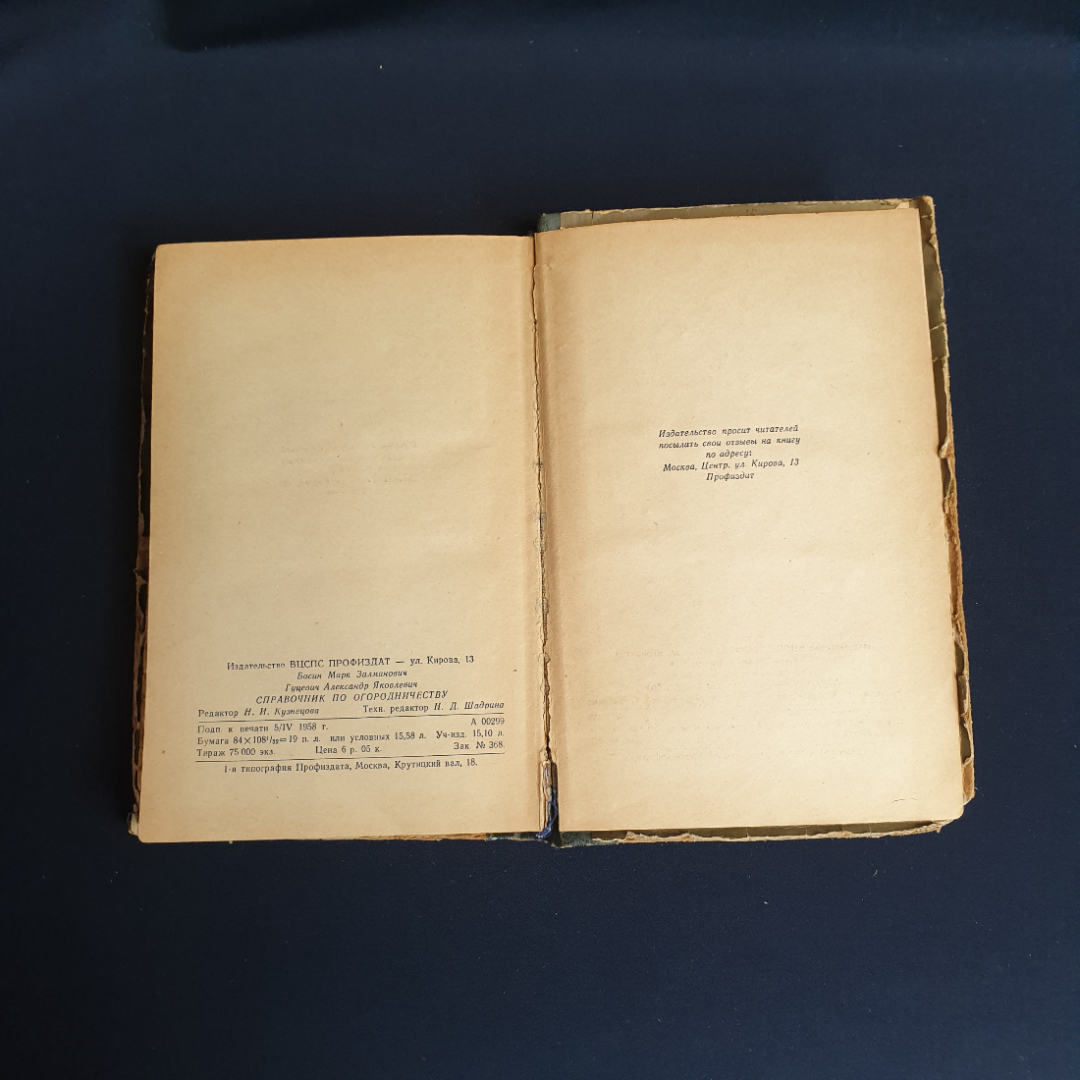 Издательство ВЦСПС ПРОФИЗДАТ — ул. Кирова, 13
Басин Марк Залманович
Гуцевич Александр Яковлевич
СПРАВОЧНИК ПО ОГОРОДНИЧЕСТВУ
Редактор Н. И. Кузнецова Техн. редактор Н. Д. Шадрина
Подп. к печати 5/IV 1958 г. А 00299
Бумага 84×108¹/₃₂=19 п. л. или условных 15,58 л. Уч-изд. 15,10 л.
Тираж 75 000 экз. Цена 6 р. 05 к. Зак. № 368.
1-я типография Профиздата, Москва, Крутицкий вал, 18.
Издательство просит читателей
посылать свои отзывы на книгу
по адресу:
Москва, Центр, ул. Кирова, 13
Профиздат